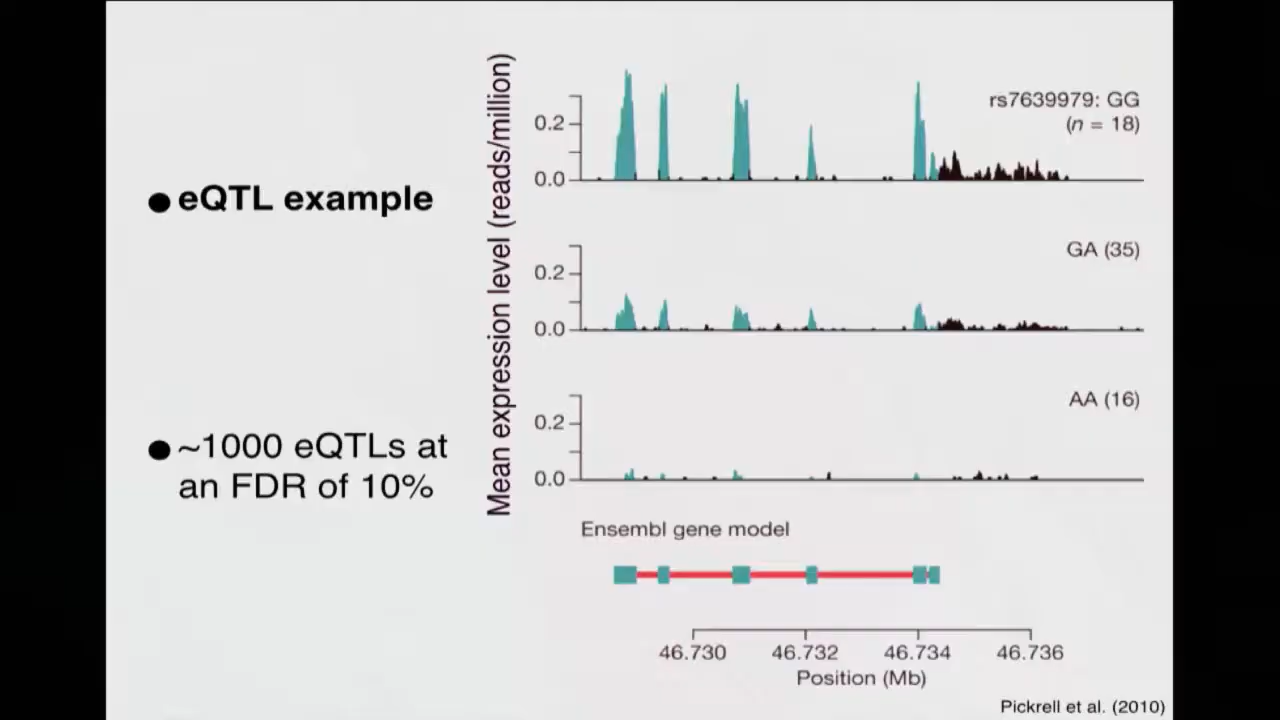 ● eQTL example
● ~1000 eQTLs at
an FDR of 10%
Mean expression level (reads/million)
0.2
0.0
rs7639979: GG
(n = 18)
0.2
0.0
GA (35)
0.2
0.0
AA (16)
Ensembl gene model
46.730 46.732 46.734 46.736
Position (Mb)
Pickrell et al. (2010)